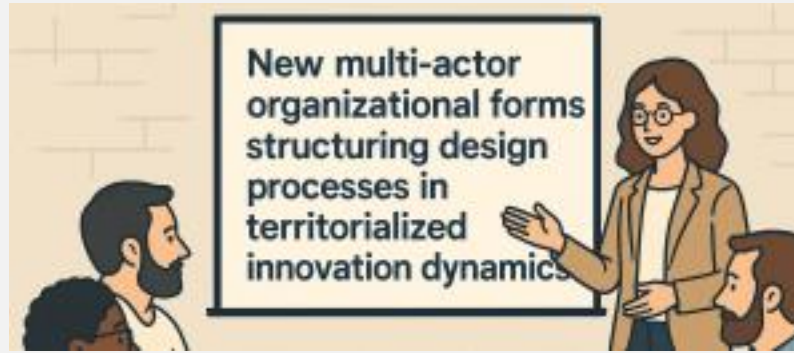 New multi-actor
organizational forms
structuring design
processes in
territorialized
innovation dynamics